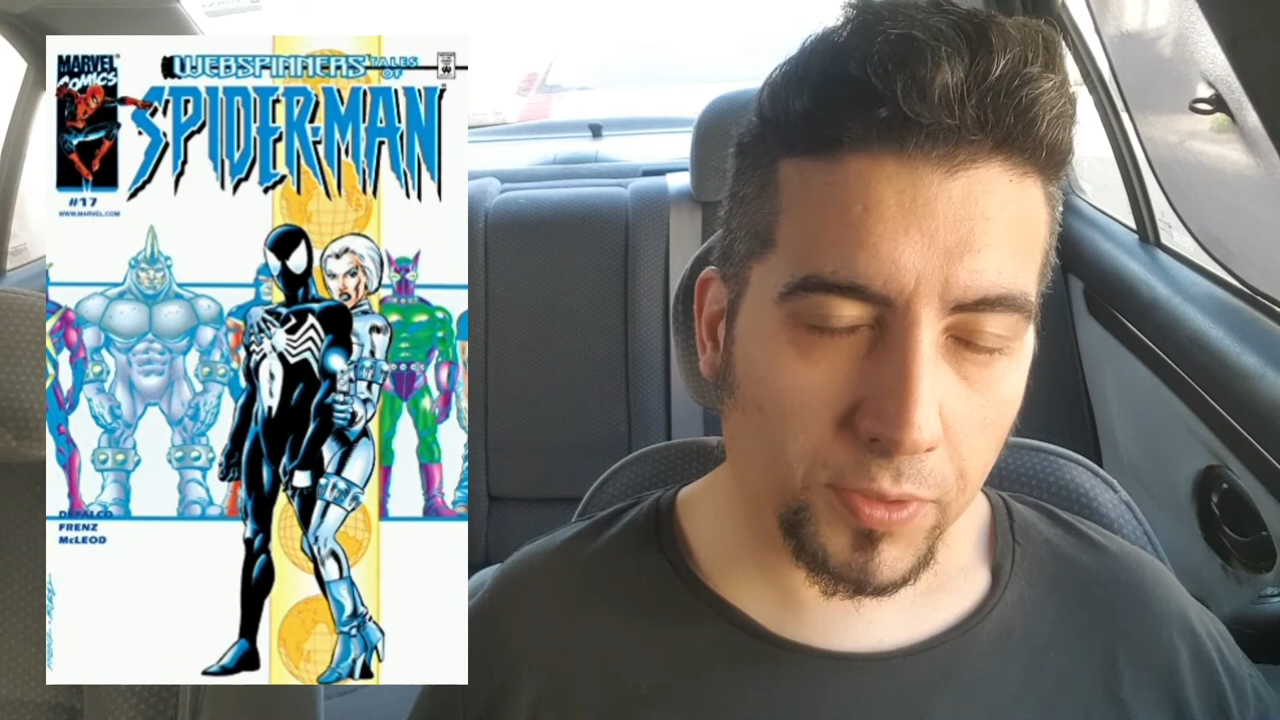 MARVEL
COMICS
WEBSPINNERS
TALES
OF
SPIDER-MAN
#17
WWW.MARVEL.COM
DEFALCO
FRENZ
McLEOD